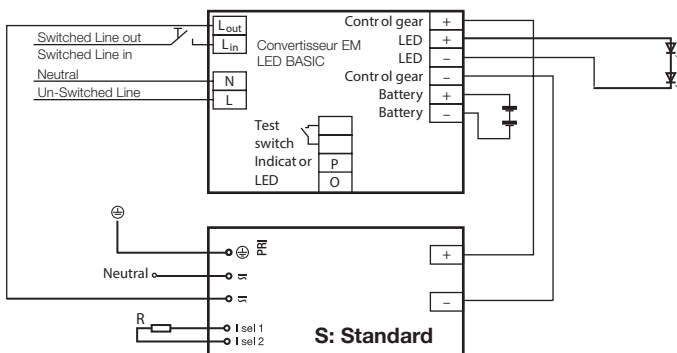 Switched Line out
Switched Line in
Neutral
Un-Switched Line
Lout
Lin
N
L
Convertisseur EM
LED BASIC
Control gear +
LED +
LED –
Control gear –
Battery +
Battery –
Test
switch
Indicator P
LED O
PRI
Neutral
R
I sel 1
I sel 2
+
–
S: Standard